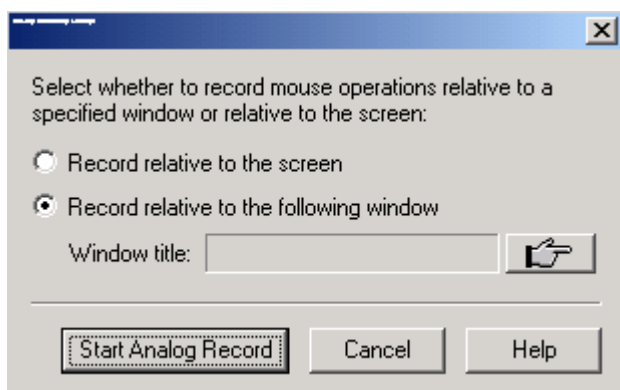 Select whether to record mouse operations relative to a
specified window or relative to the screen:
Record relative to the screen
Record relative to the following window
Window title:
Start Analog Record
Cancel
Help